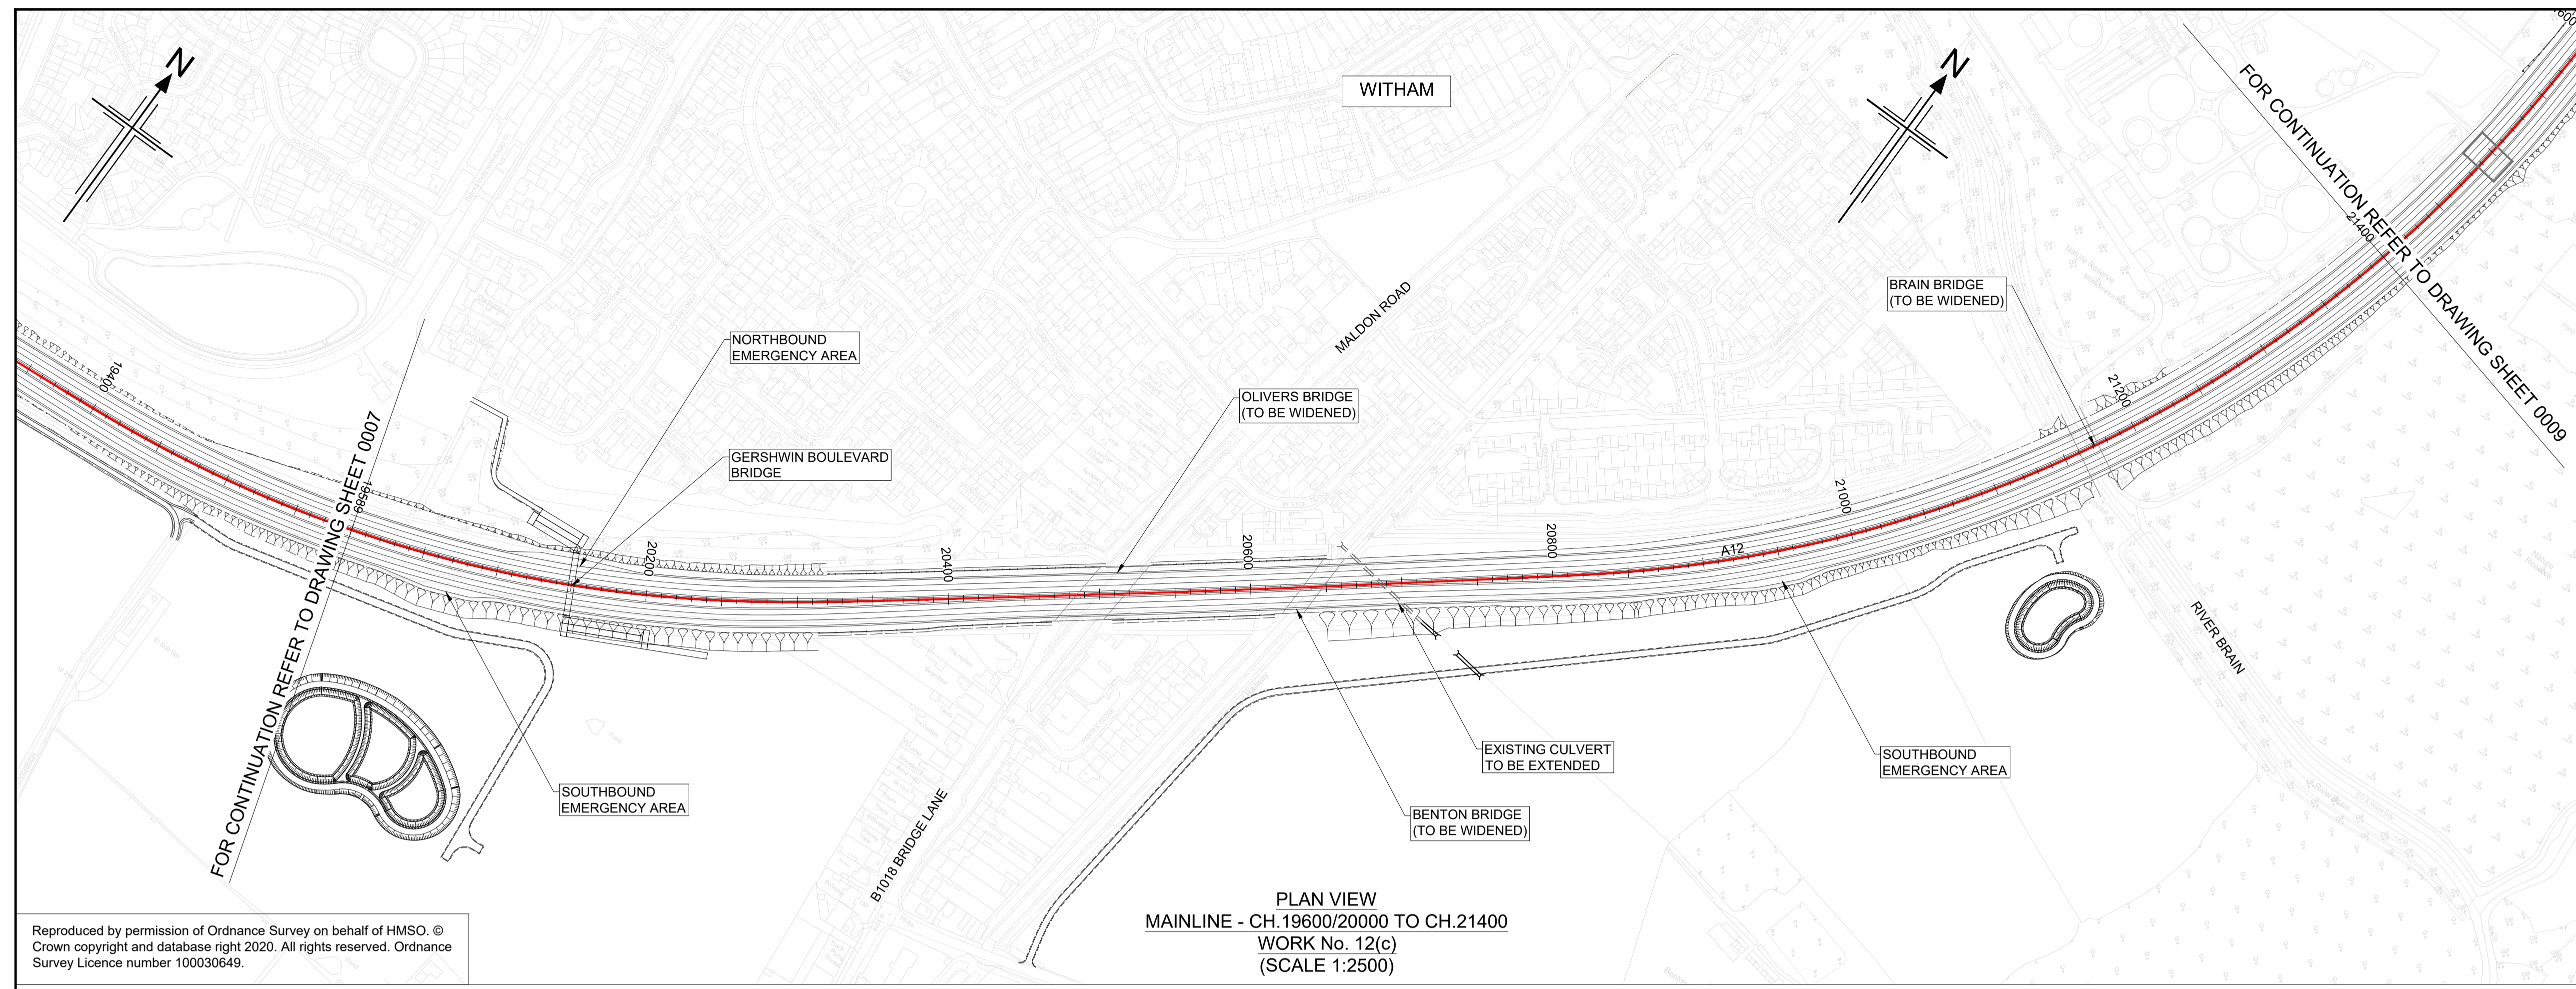 N
WITHAM
N
FOR CONTINUATION REFER TO DRAWING SHEET 0009
21400
BRAIN BRIDGE
(TO BE WIDENED)
MALDON ROAD
NORTHBOUND
EMERGENCY AREA
19400
21200
OLIVERS BRIDGE
(TO BE WIDENED)
GERSHWIN BOULEVARD
BRIDGE
FOR CONTINUATION REFER TO DRAWING SHEET 0007
19589
20200
20400
20600
20800
A12
21000
MARKET LANE
RIVER BRAIN
EXISTING CULVERT
TO BE EXTENDED
SOUTHBOUND
EMERGENCY AREA
SOUTHBOUND
EMERGENCY AREA
BENTON BRIDGE
(TO BE WIDENED)
B1018 BRIDGE LANE
Pond
PLAN VIEW
MAINLINE - CH.19600/20000 TO CH.21400
WORK No. 12(c)
(SCALE 1:2500)
Reproduced by permission of Ordnance Survey on behalf of HMSO. ©
Crown copyright and database right 2020. All rights reserved. Ordnance
Survey Licence number 100030649.